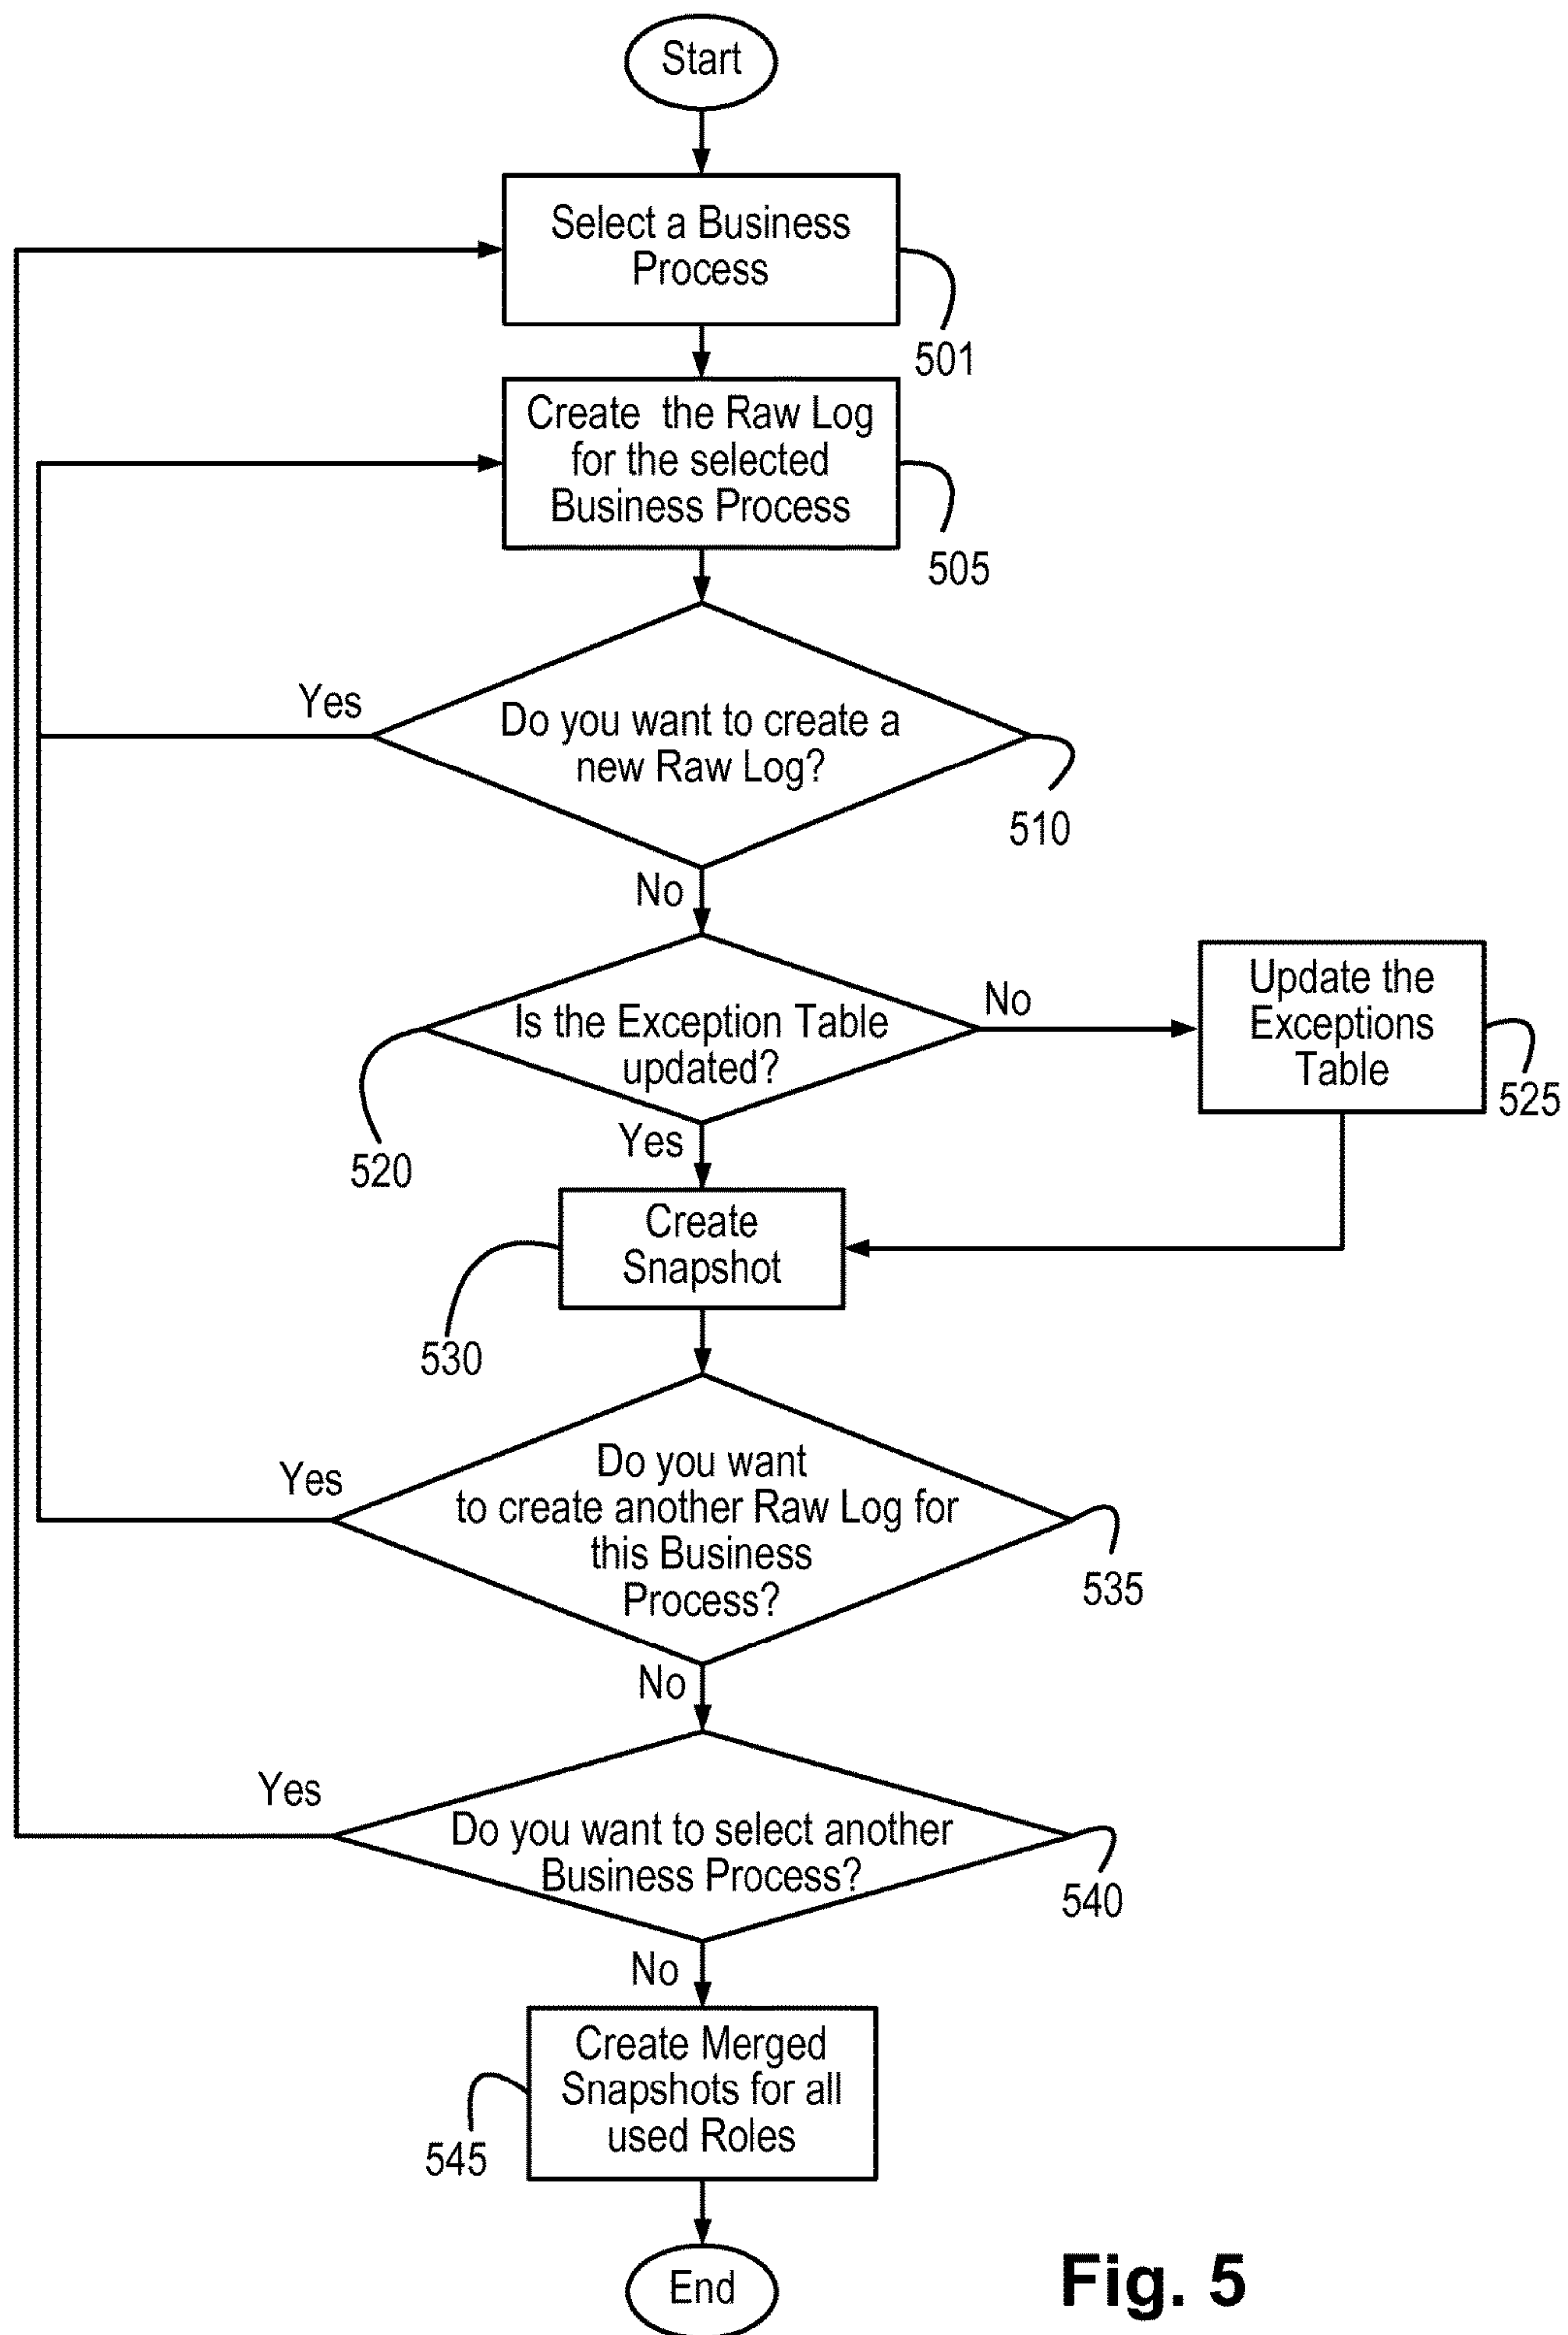 Start
Select a Business
Process
501
Create the Raw Log
for the selected
Business Process
505
Yes
Do you want to create a
new Raw Log?
510
No
Is the Exception Table
updated?
No
520
Update the
Exceptions
Table
525
Yes
Create
Snapshot
530
Yes
Do you want
to create another Raw Log for
this Business
Process?
535
No
Yes
Do you want to select another
Business Process?
540
No
Create Merged
Snapshots for all
used Roles
545
End
Fig. 5